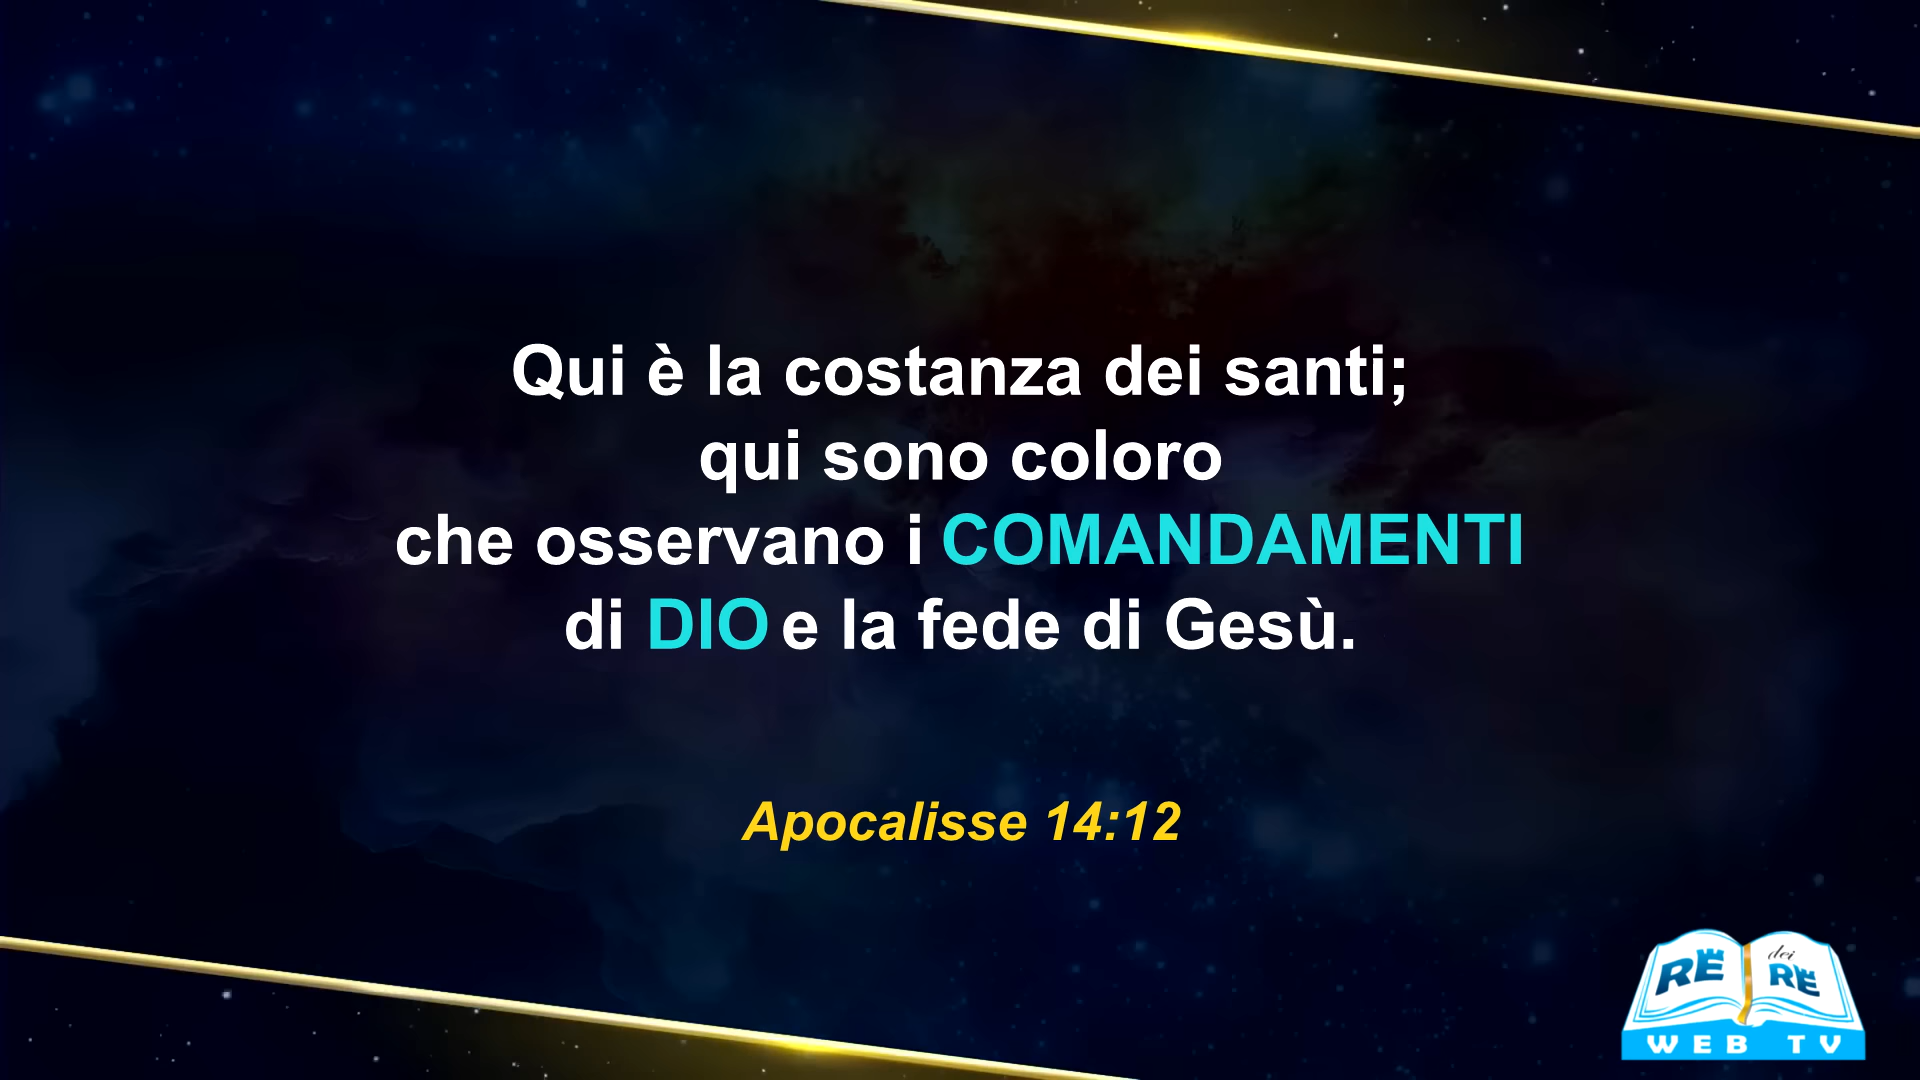 Qui è la costanza dei santi;
qui sono coloro
che osservano i COMANDAMENTI
di DIO e la fede di Gesù.
Apocalisse 14:12
RE dei RE
WEB TV